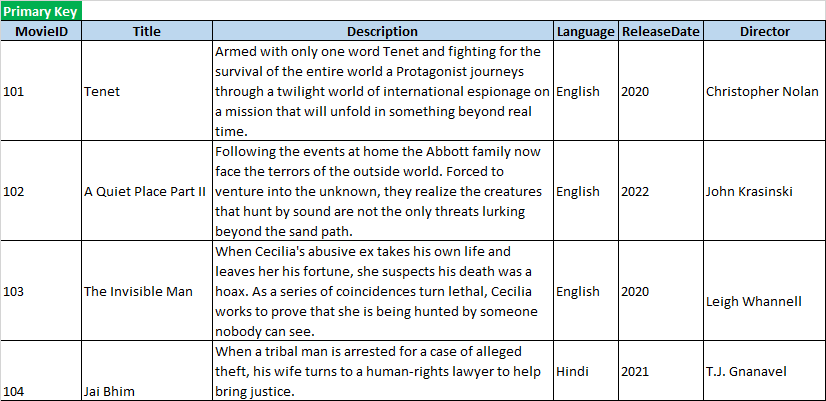 Primary Key
MovieID Title Description Language ReleaseDate Director
Armed with only one word Tenet and fighting for the
survival of the entire world a Protagonist journeys
101 Tenet through a twilight world of international espionage on English 2020 Christopher Nolan
a mission that will unfold in something beyond real
time.
Following the events at home the Abbott family now
face the terrors of the outside world. Forced to
102 A Quiet Place Part II venture into the unknown, they realize the creatures English 2022 John Krasinski
that hunt by sound are not the only threats lurking
beyond the sand path.
When Cecilia's abusive ex takes his own life and
leaves her his fortune, she suspects his death was a
103 The Invisible Man hoax. As a series of coincidences turn lethal, Cecilia English 2020
works to prove that she is being hunted by someone Leigh Whannell
nobody can see.
When a tribal man is arrested for a case of alleged
theft, his wife turns to a human-rights lawyer to help Hindi 2021 T.J. Gnanavel
104 Jai Bhim bring justice.